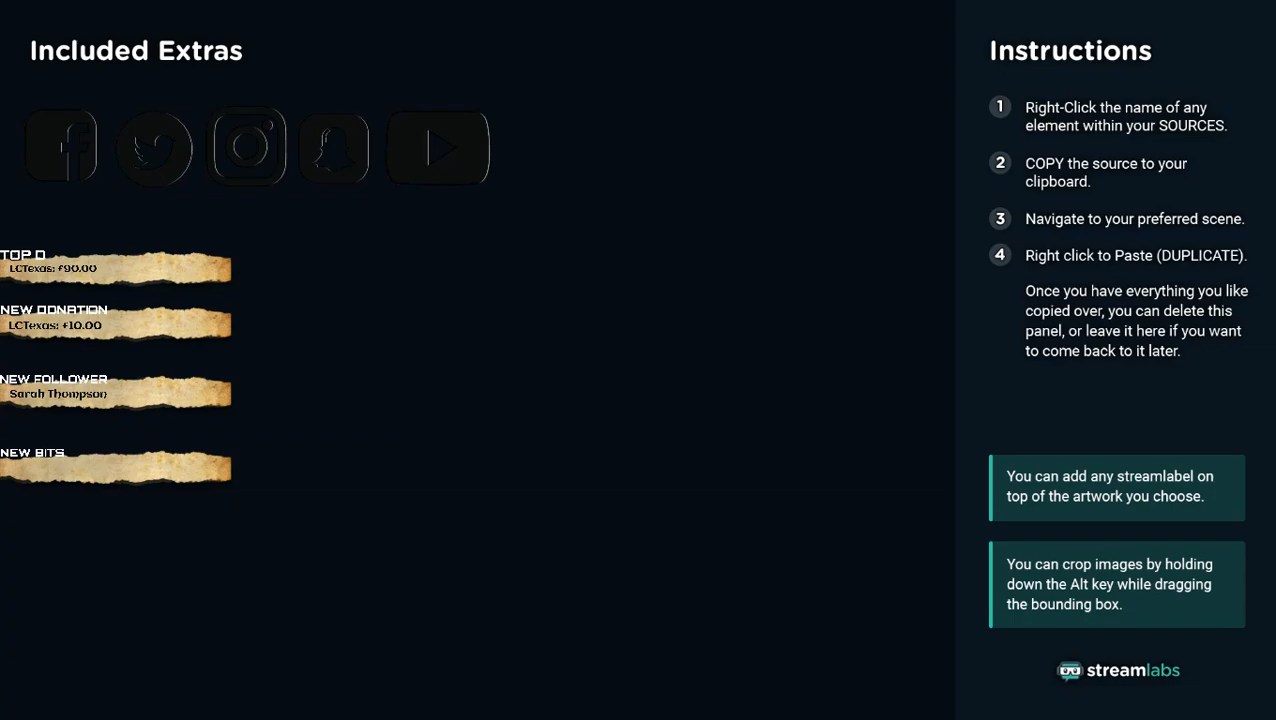 Included Extras
TOP D
LCTexas: £90.00
NEW DONATION
LCTexas: £10.00
NEW FOLLOWER
Sarah Thompson
NEW BITS
Instructions
1 Right-Click the name of any
element within your SOURCES.
2 COPY the source to your
clipboard.
3 Navigate to your preferred scene.
4 Right click to Paste (DUPLICATE).
Once you have everything you like
copied over, you can delete this
panel, or leave it here if you want
to come back to it later.
You can add any streamlabel on
top of the artwork you choose.
You can crop images by holding
down the Alt key while dragging
the bounding box.
streamlabs